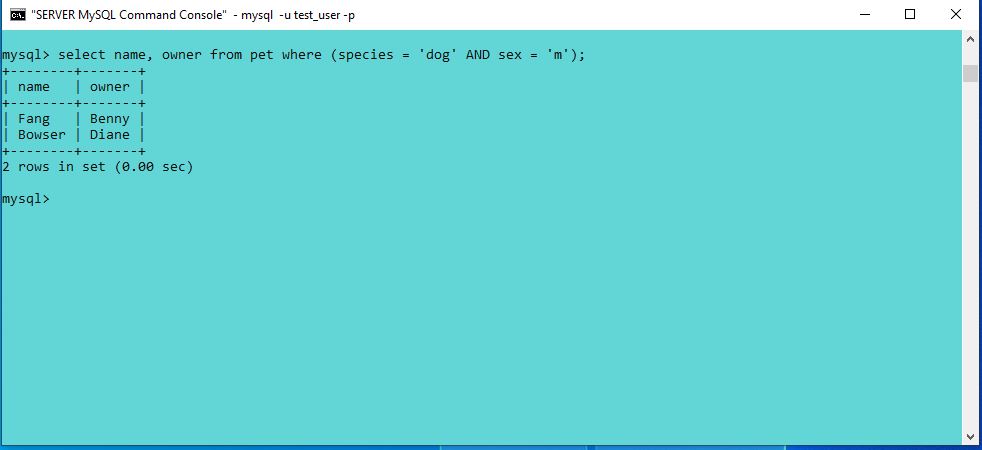 "SERVER MySQL Command Console" - mysql  -u test_user -p
mysql> select name, owner from pet where (species = 'dog' AND sex = 'm');
+--------+-------+
| name   | owner |
+--------+-------+
| Fang   | Benny |
| Bowser | Diane |
+--------+-------+
2 rows in set (0.00 sec)
mysql>